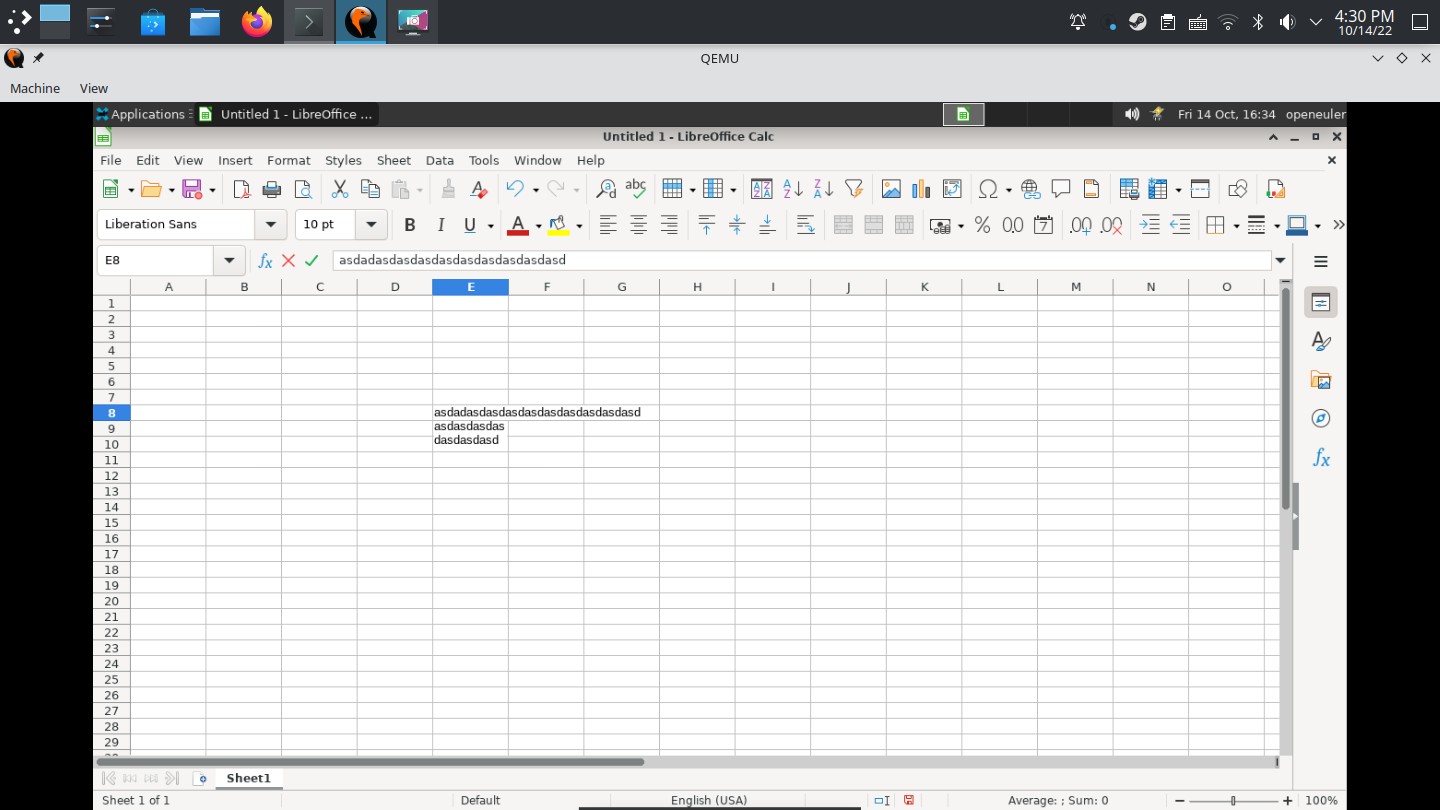 4:30 PM
10/14/22
QEMU
Machine View
Applications Untitled 1 - LibreOffice ... Fri 14 Oct, 16:34 openeuler
Untitled 1 - LibreOffice Calc
File Edit View Insert Format Styles Sheet Data Tools Window Help
Liberation Sans 10 pt
E8 asdadasdasdasdasdasdasdasdasdasd
A B C D E F G H I J K L M N O
1
2
3
4
5
6
7
8 asdadasdasdasdasdasdasdasdasdasd
9 asdasdasdas
10 dasdasdasd
11
12
13
14
15
16
17
18
19
20
21
22
23
24
25
26
27
28
29
Sheet1
Sheet 1 of 1 Default English (USA) Average: ; Sum: 0 100%